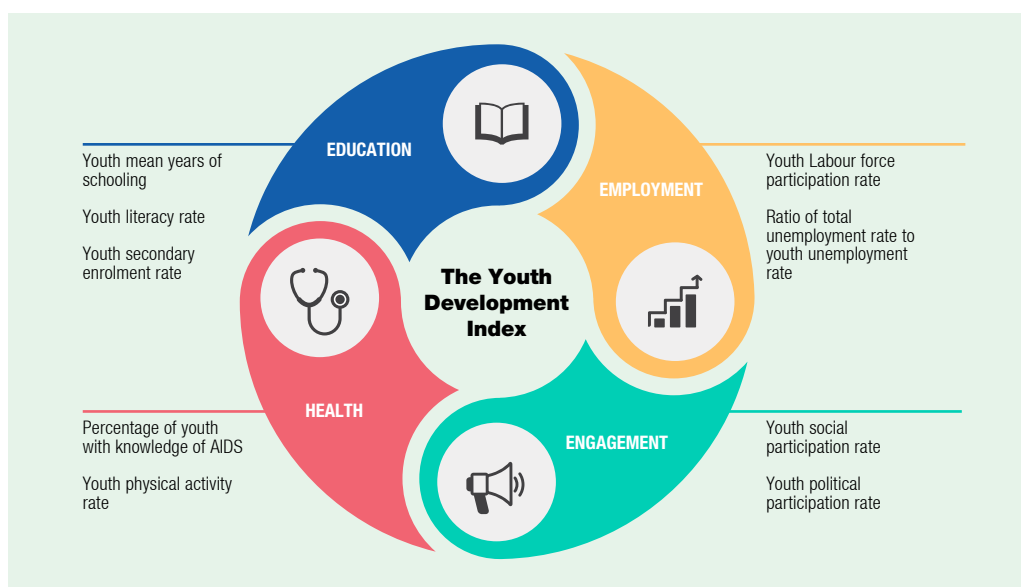 EDUCATION
Youth mean years of
schooling
Youth literacy rate
Youth secondary
enrolment rate
EMPLOYMENT
Youth Labour force
participation rate
Ratio of total
unemployment rate to
youth unemployment
rate
The Youth
Development
Index
HEALTH
Percentage of youth
with knowledge of AIDS
Youth physical activity
rate
ENGAGEMENT
Youth social
participation rate
Youth political
participation rate